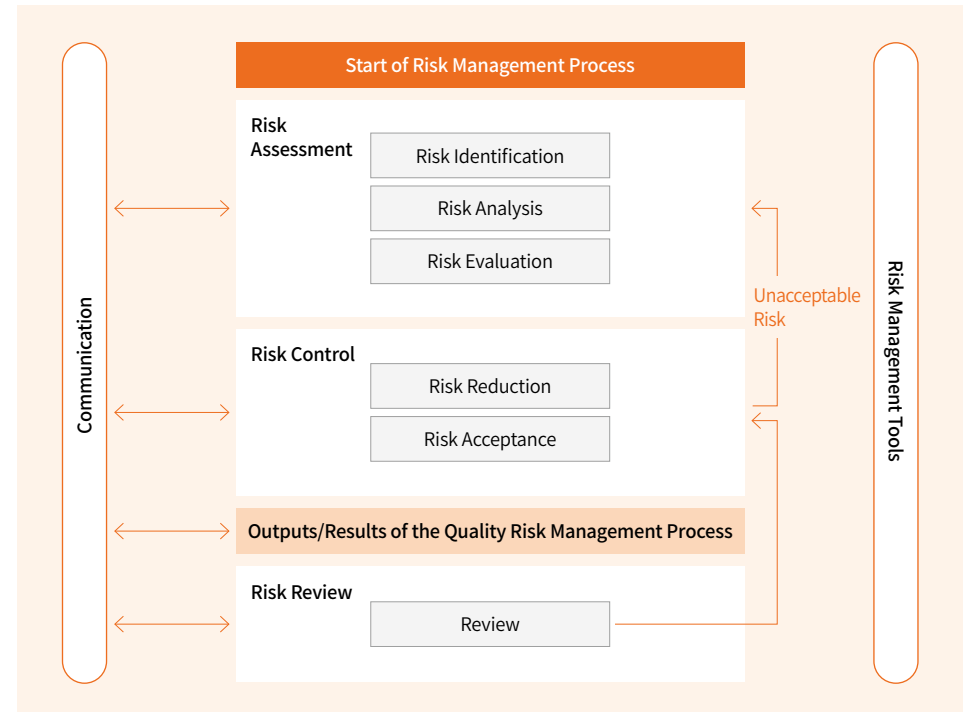 Start of Risk Management Process
Risk
Assessment
Risk Identification
Risk Analysis
Risk Evaluation
Unacceptable
Risk
Risk Control
Risk Reduction
Risk Acceptance
Outputs/Results of the Quality Risk Management Process
Risk Review
Review
Communication
Risk Management Tools